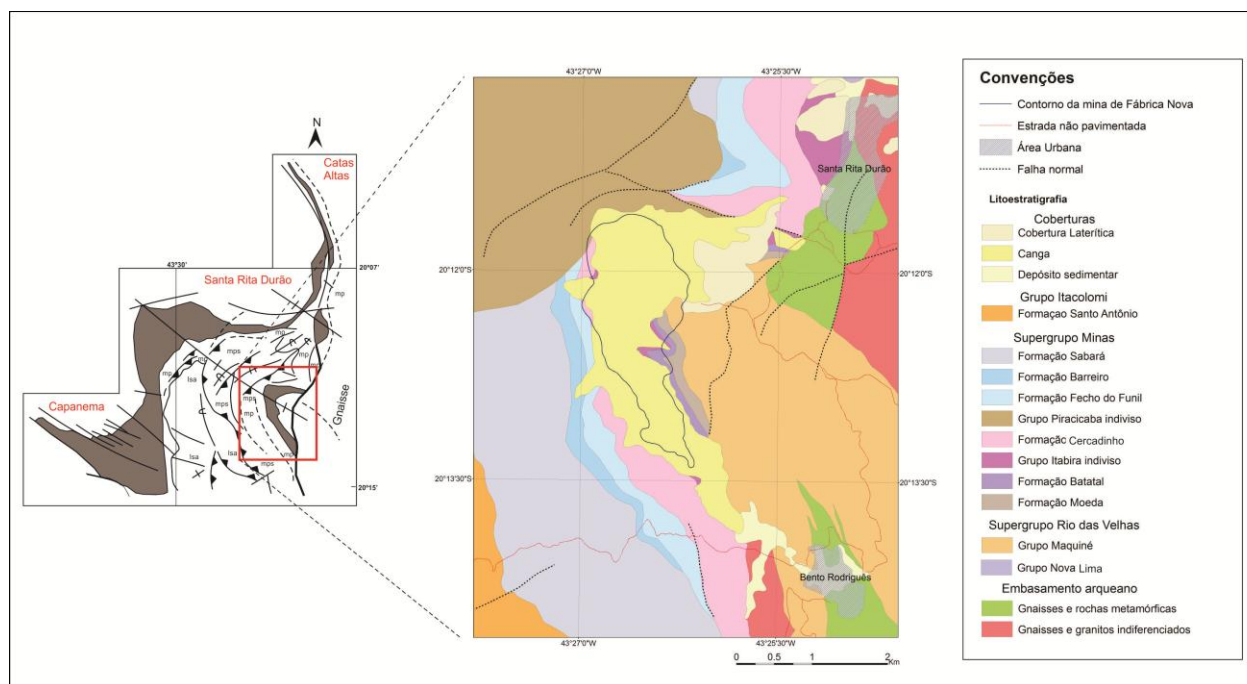 N
Catas
Altas
43°30'
Santa Rita Durão
20°07'
mp
mp
mps
mp
mp
lsa
mps
mps
mp
Capanema
Gnaisse
lsa
lsa
mps
20°15'
43°27'0"W
43°25'30"W
Santa Rita Durão
20°12'0"S
20°12'0"S
20°13'30"S
20°13'30"S
Bento Rodrigues
43°27'0"W
43°25'30"W
0 0.5 1 2
Km
Convenções
Contorno da mina de Fábrica Nova
Estrada não pavimentada
Área Urbana
Falha normal
Litoestratigrafia
Coberturas
Cobertura Laterítica
Canga
Depósito sedimentar
Grupo Itacolomi
Formaçao Santo Antônio
Supergrupo Minas
Formação Sabará
Formação Barreiro
Formação Fecho do Funil
Grupo Piracicaba indiviso
Formação Cercadinho
Grupo Itabira indiviso
Formação Batatal
Formação Moeda
Supergrupo Rio das Velhas
Grupo Maquiné
Grupo Nova Lima
Embasamento arqueano
Gnaisses e rochas metamórficas
Gnaisses e granitos indiferenciados